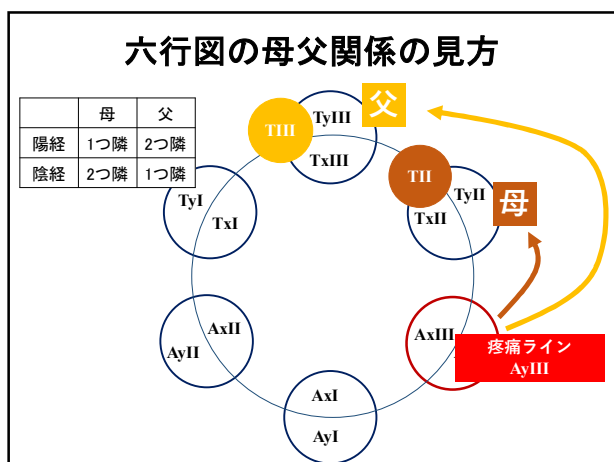 六行図の母父関係の見方
母 父
陽経 1つ隣 2つ隣
陰経 2つ隣 1つ隣
TIII
TyIII
TxIII
父
TII
TyII
TxII
母
TyI
TxI
AxII
AyII
AxIII
疼痛ライン
AyIII
AxI
AyI